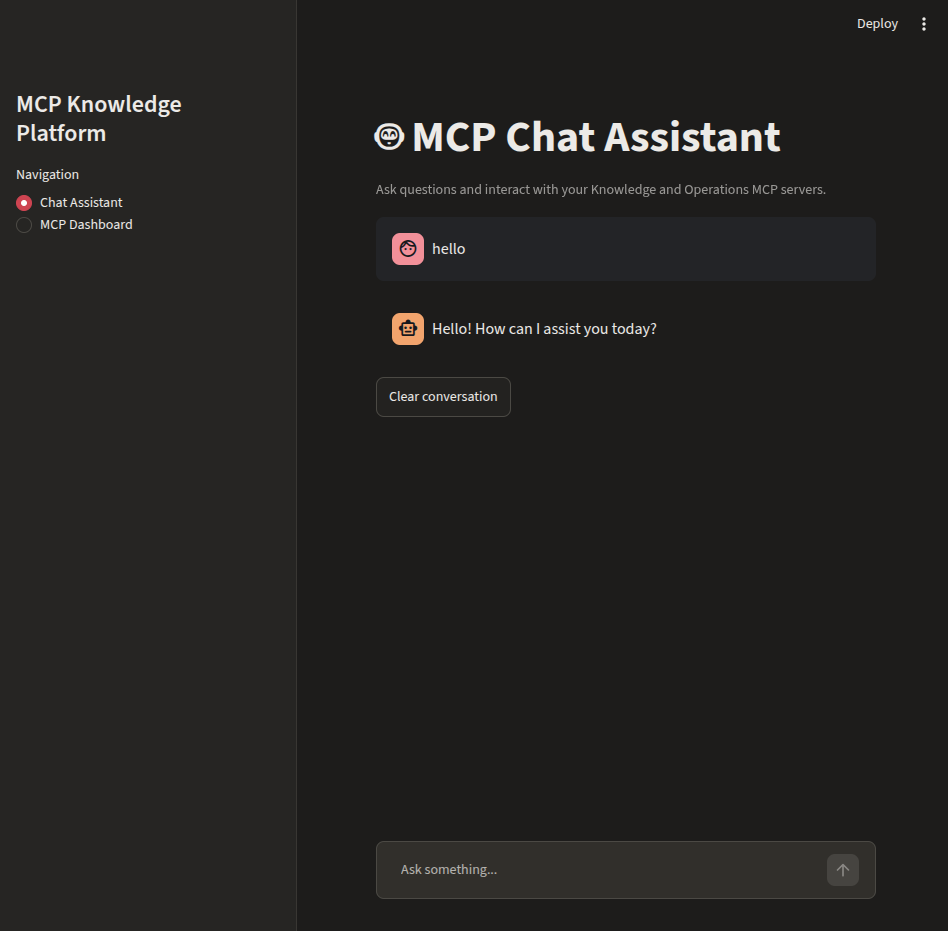 Deploy
MCP Knowledge
Platform
Navigation
Chat Assistant
MCP Dashboard
MCP Chat Assistant
Ask questions and interact with your Knowledge and Operations MCP servers.
hello
Hello! How can I assist you today?
Clear conversation
Ask something...